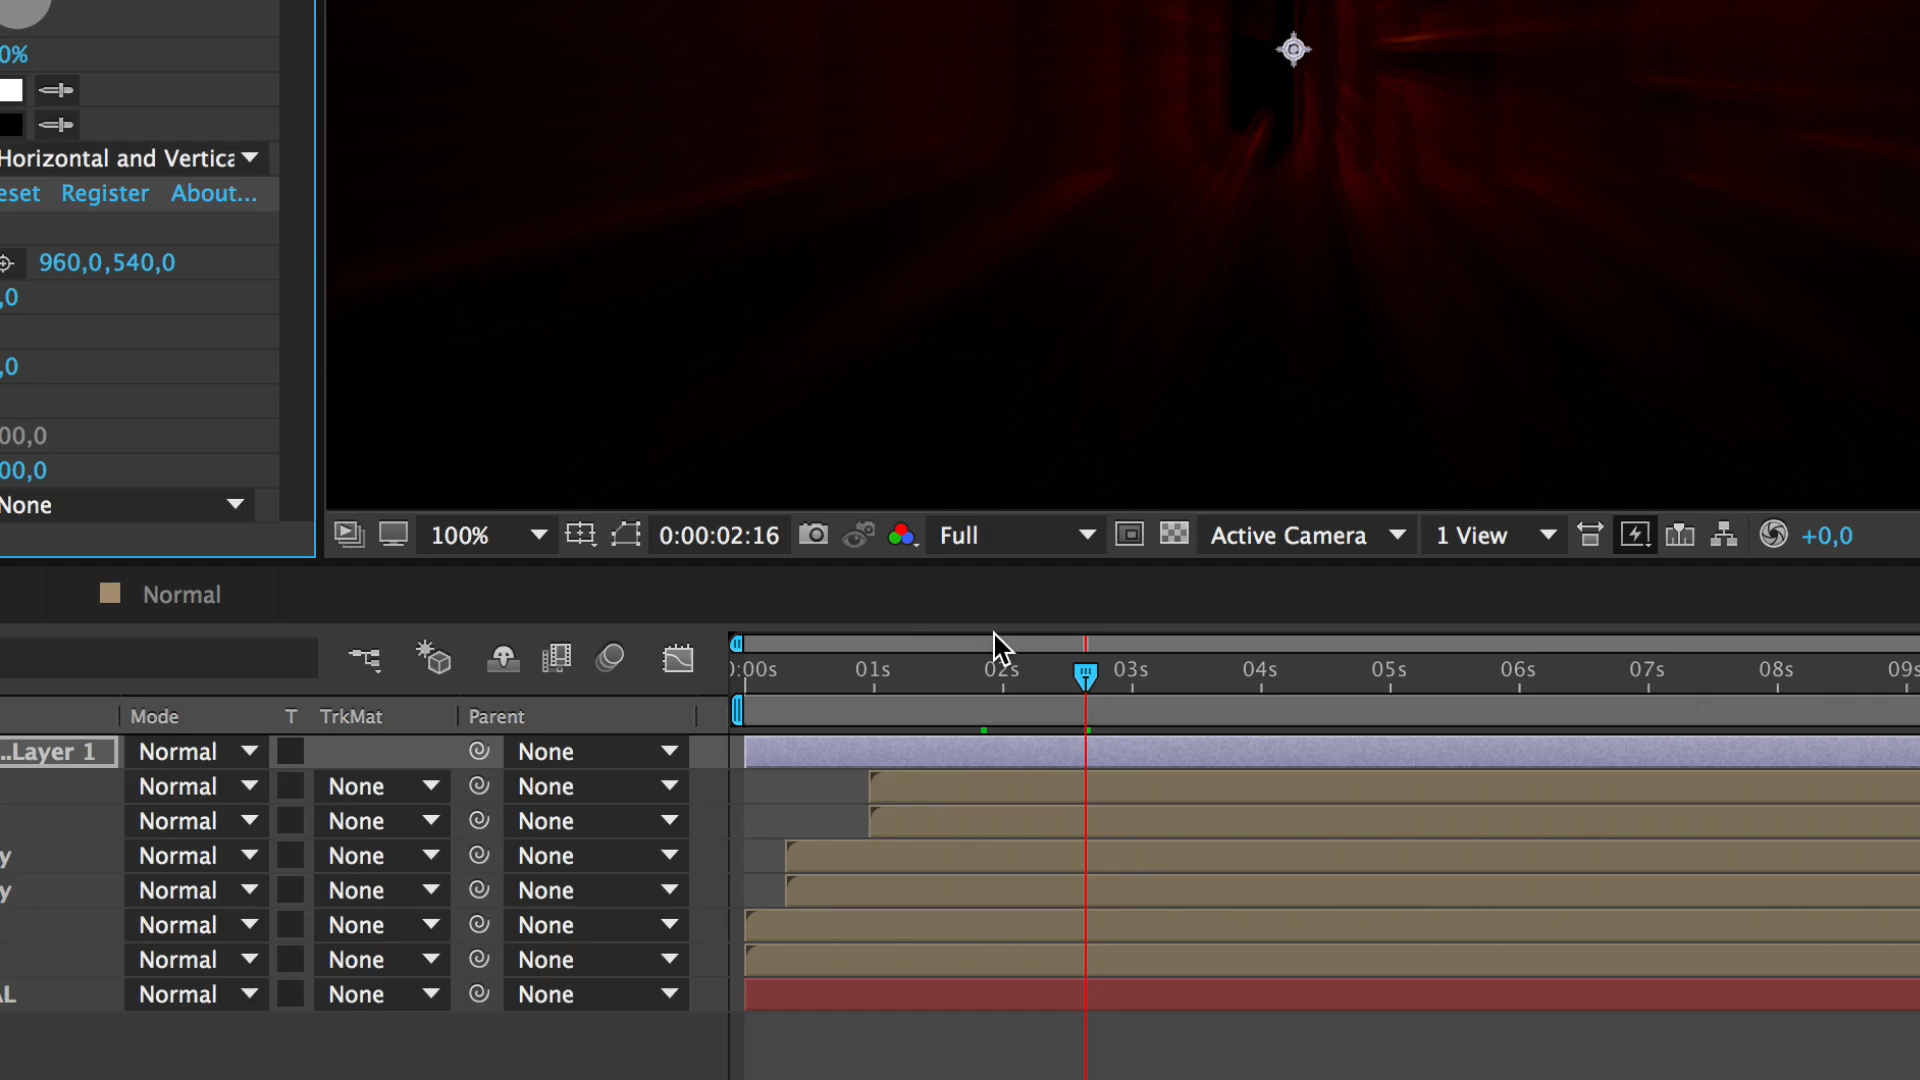 0%
Horizontal and Vertica
eset Register About...
960,0,540,0
,0
,0
00,0
00,0
None
100% 0:00:02:16 Full Active Camera 1 View +0,0
Normal
):00s 01s 02s 03s 04s 05s 06s 07s 08s 09s
Mode T TrkMat Parent
..Layer 1 Normal None
Normal None None
Normal None None
y Normal None None
y Normal None None
Normal None None
Normal None None
AL Normal None None